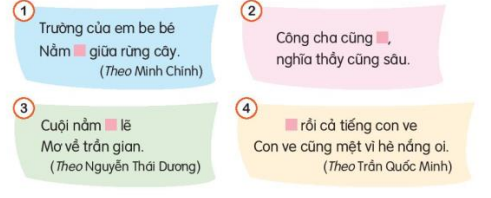 1
Trường của em be bé
Nằm giữa rừng cây.
(Theo Minh Chính)
2
Công cha cũng ,
nghĩa thầy cũng sâu.
3
Cuội nằm lẽ
Mơ về trần gian.
(Theo Nguyễn Thái Dương)
4
rồi cả tiếng con ve
Con ve cũng mệt vì hè nắng oi.
(Theo Trần Quốc Minh)